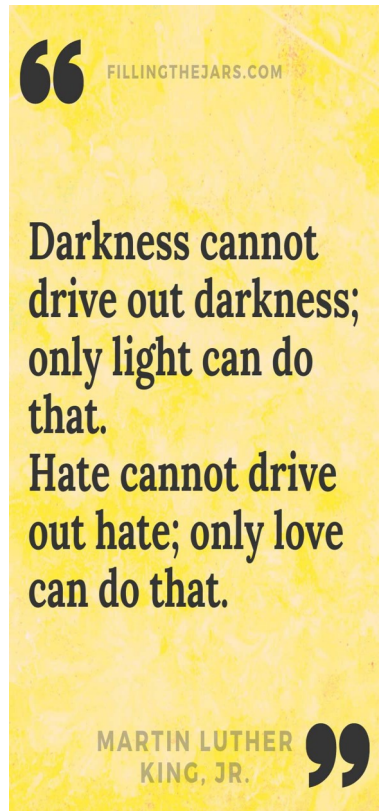 FILLINGTHEJARS.COM
Darkness cannot
drive out darkness;
only light can do
that.
Hate cannot drive
out hate; only love
can do that.
MARTIN LUTHER
KING, JR.